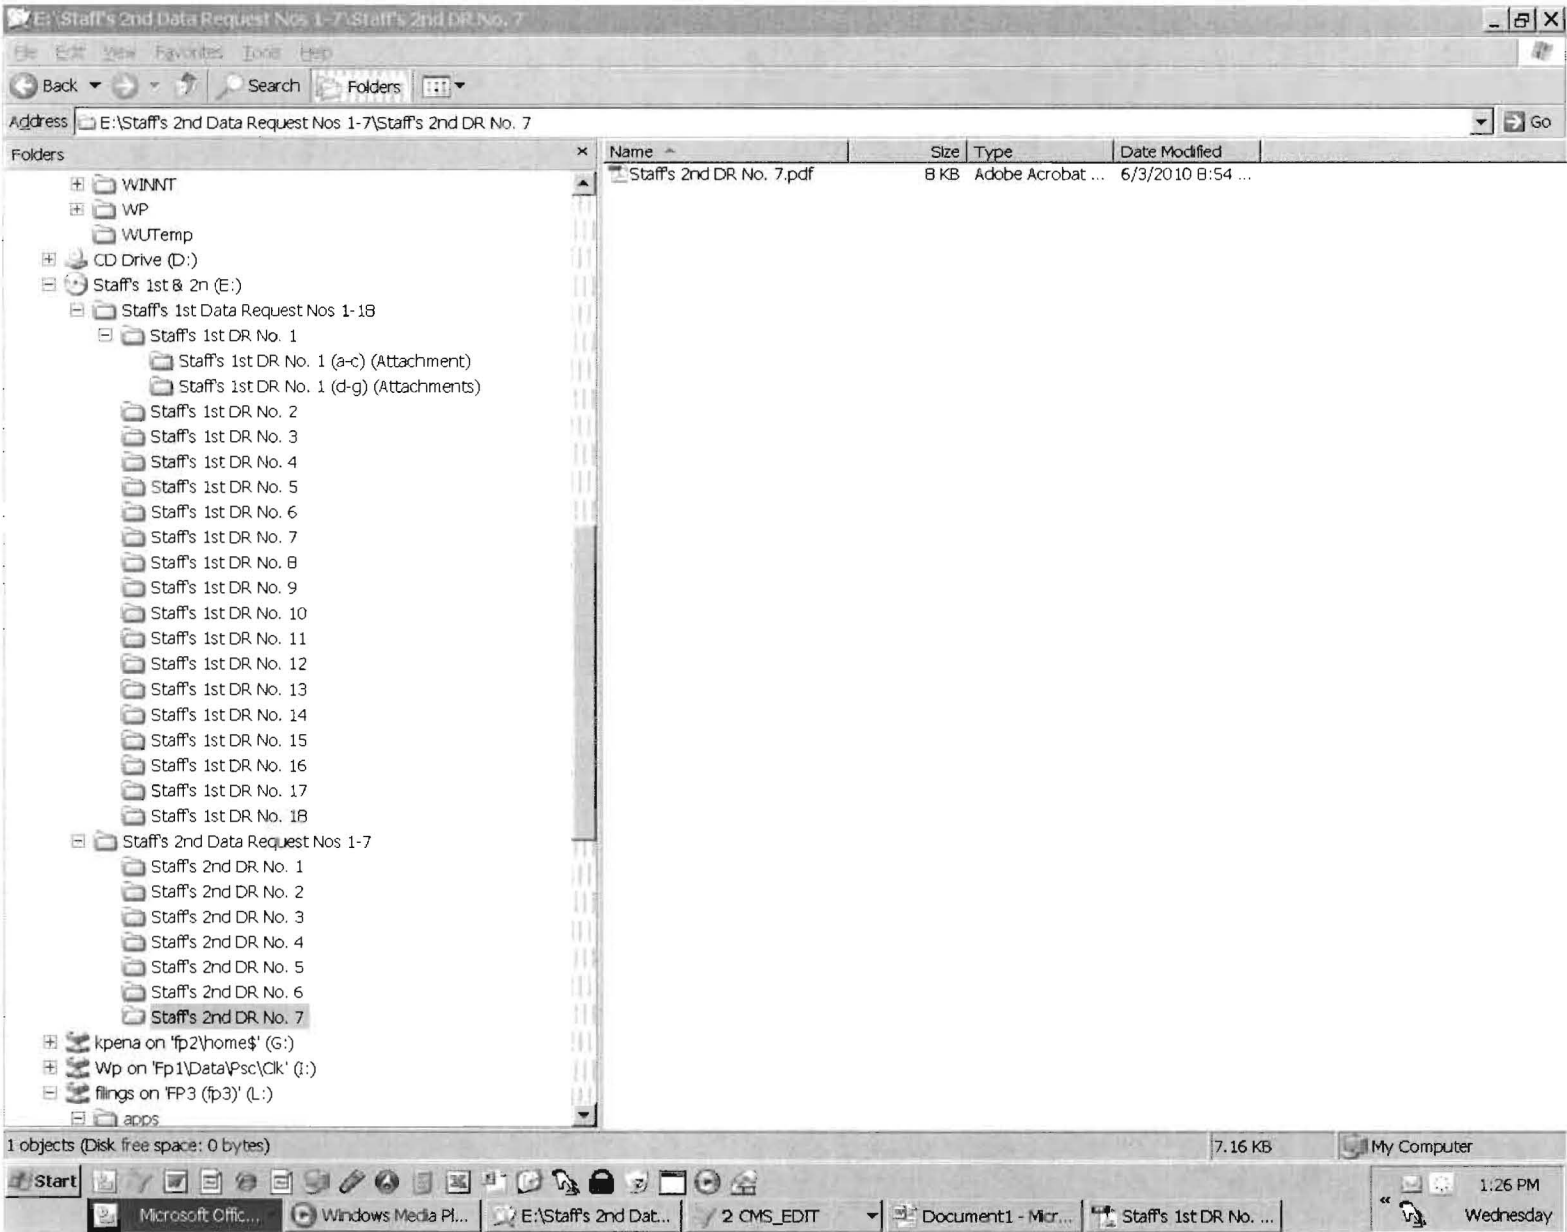 E:\Staff's 2nd Data Request Nos 1-7\Staff's 2nd DR No. 7
File Edit View Favorites Tools Help
Back Search Folders
Address E:\Staff's 2nd Data Request Nos 1-7\Staff's 2nd DR No. 7 Go
Folders × Name Size Type Date Modified
Staff's 2nd DR No. 7.pdf 8 KB Adobe Acrobat ... 6/3/2010 8:54 ...
WINNT
WP
WUTemp
CD Drive (D:)
Staff's 1st & 2n (E:)
Staff's 1st Data Request Nos 1-18
Staff's 1st DR No. 1
Staff's 1st DR No. 1 (a-c) (Attachment)
Staff's 1st DR No. 1 (d-g) (Attachments)
Staff's 1st DR No. 2
Staff's 1st DR No. 3
Staff's 1st DR No. 4
Staff's 1st DR No. 5
Staff's 1st DR No. 6
Staff's 1st DR No. 7
Staff's 1st DR No. 8
Staff's 1st DR No. 9
Staff's 1st DR No. 10
Staff's 1st DR No. 11
Staff's 1st DR No. 12
Staff's 1st DR No. 13
Staff's 1st DR No. 14
Staff's 1st DR No. 15
Staff's 1st DR No. 16
Staff's 1st DR No. 17
Staff's 1st DR No. 18
Staff's 2nd Data Request Nos 1-7
Staff's 2nd DR No. 1
Staff's 2nd DR No. 2
Staff's 2nd DR No. 3
Staff's 2nd DR No. 4
Staff's 2nd DR No. 5
Staff's 2nd DR No. 6
Staff's 2nd DR No. 7
kpena on 'fp2\home$' (G:)
Wp on 'Fp1\Data\Psc\Clk' (I:)
filings on 'FP3 (fp3)' (L:)
apps
1 objects (Disk free space: 0 bytes) 7.16 KB My Computer
Start 1:26 PM
Microsoft Offic... Windows Media Pl... E:\Staff's 2nd Dat... 2 CMS_EDIT Document1 - Micr... Staff's 1st DR No. ... « Wednesday